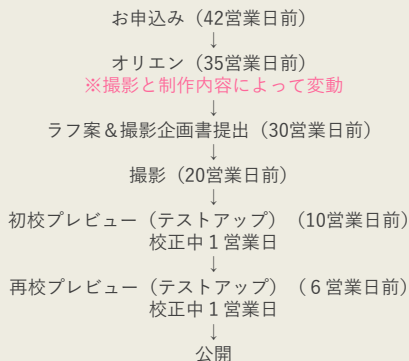 お申込み（42営業日前）
↓
オリエン（35営業日前）
※撮影と制作内容によって変動
↓
ラフ案＆撮影企画書提出（30営業日前）
↓
撮影（20営業日前）
↓
初校プレビュー（テストアップ）（10営業日前）
校正中１営業日
↓
再校プレビュー（テストアップ）（６営業日前）
校正中１営業日
↓
公開